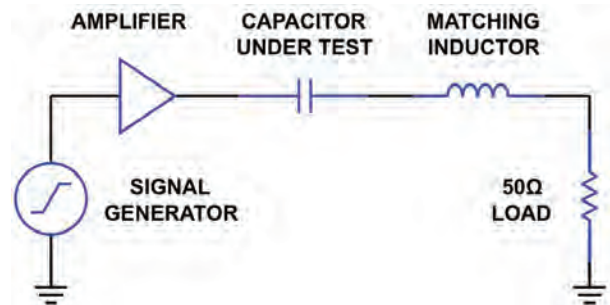 AMPLIFIER
CAPACITOR
UNDER TEST
MATCHING
INDUCTOR
SIGNAL
GENERATOR
50Ω
LOAD